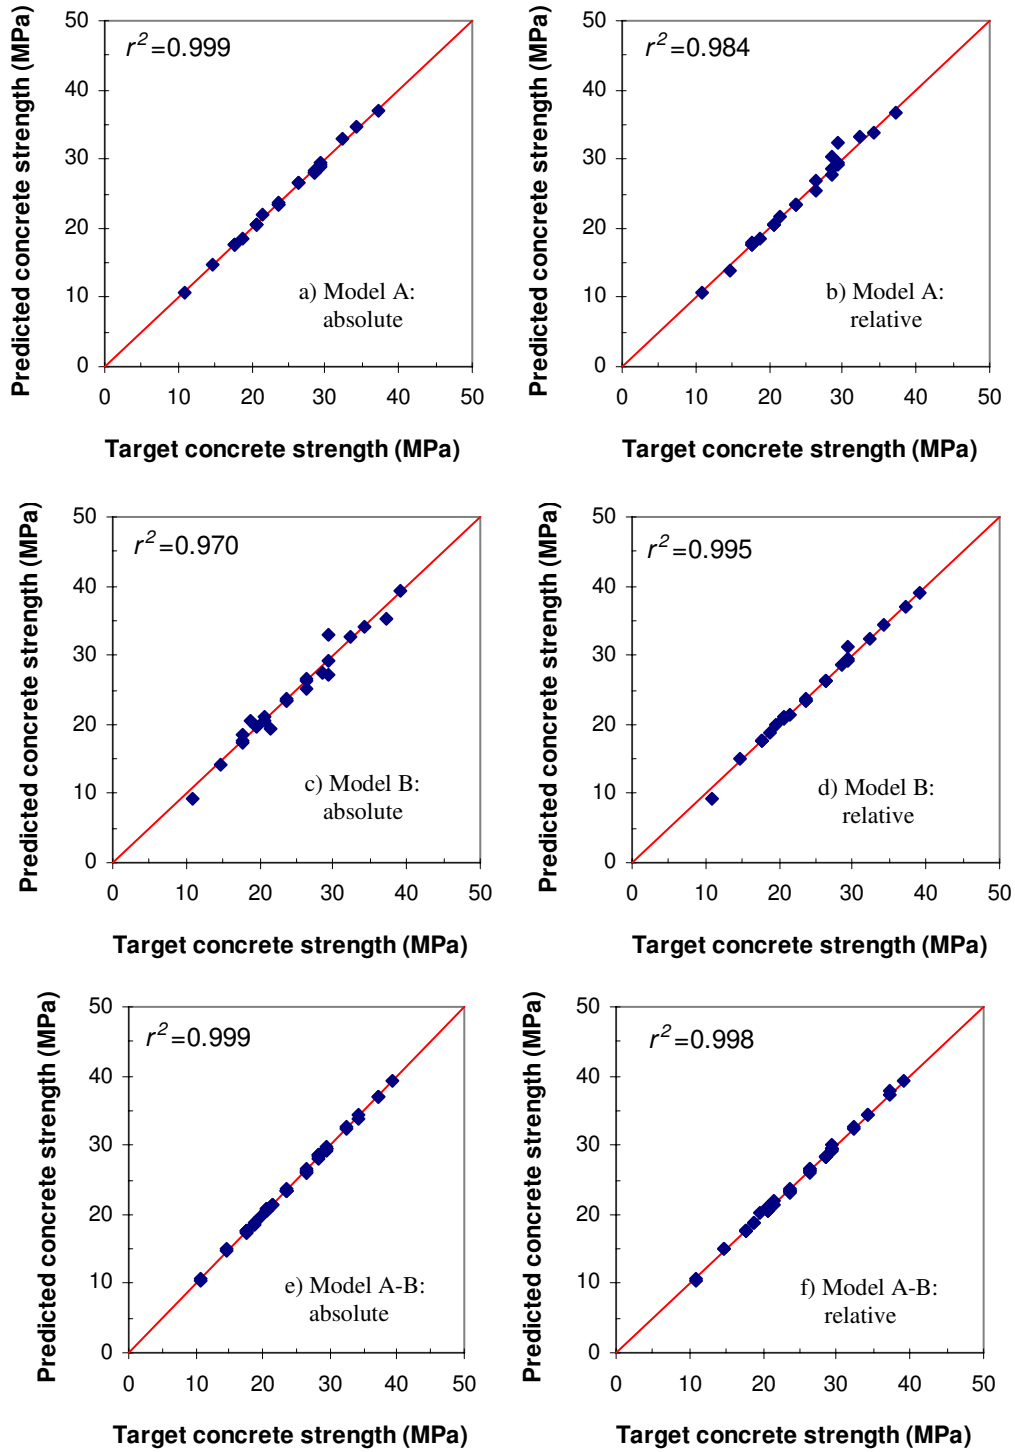 Predicted concrete strength (MPa)
50
40
30
20
10
0
r²=0.999
a) Model A:
absolute
0 10 20 30 40 50
Target concrete strength (MPa)
Predicted concrete strength (MPa)
50
40
30
20
10
0
r²=0.984
b) Model A:
relative
0 10 20 30 40 50
Target concrete strength (MPa)
Predicted concrete strength (MPa)
50
40
30
20
10
0
r²=0.970
c) Model B:
absolute
0 10 20 30 40 50
Target concrete strength (MPa)
Predicted concrete strength (MPa)
50
40
30
20
10
0
r²=0.995
d) Model B:
relative
0 10 20 30 40 50
Target concrete strength (MPa)
Predicted concrete strength (MPa)
50
40
30
20
10
0
r²=0.999
e) Model A-B:
absolute
0 10 20 30 40 50
Target concrete strength (MPa)
Predicted concrete strength (MPa)
50
40
30
20
10
0
r²=0.998
f) Model A-B:
relative
0 10 20 30 40 50
Target concrete strength (MPa)